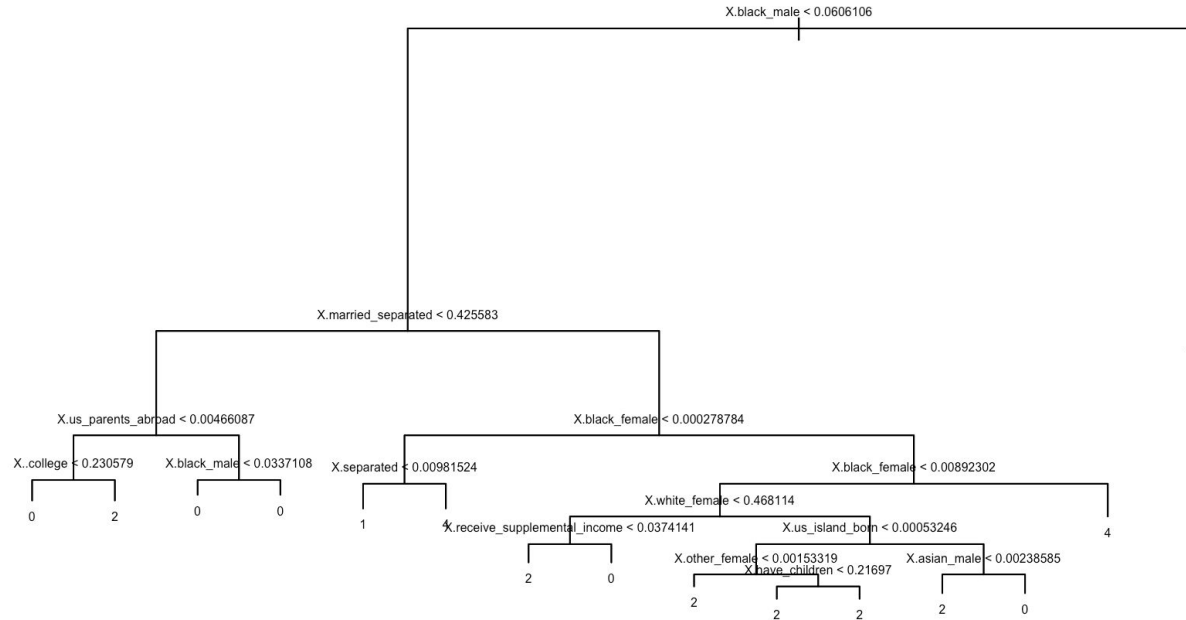 X.black_male < 0.0606106
X.married_separated < 0.425583
X.us_parents_abroad < 0.00466087
X.black_female < 0.000278784
X..college < 0.230579
X.black_male < 0.0337108
X.separated < 0.00981524
X.black_female < 0.00892302
0
2
0
0
1
4
X.white_female < 0.468114
4
X.receive_supplemental_income < 0.0374141
X.us_island_born < 0.00053246
2
0
X.other_female < 0.00153319
X.asian_male < 0.00238585
2
X.have_children < 0.21697
2
2
2
0